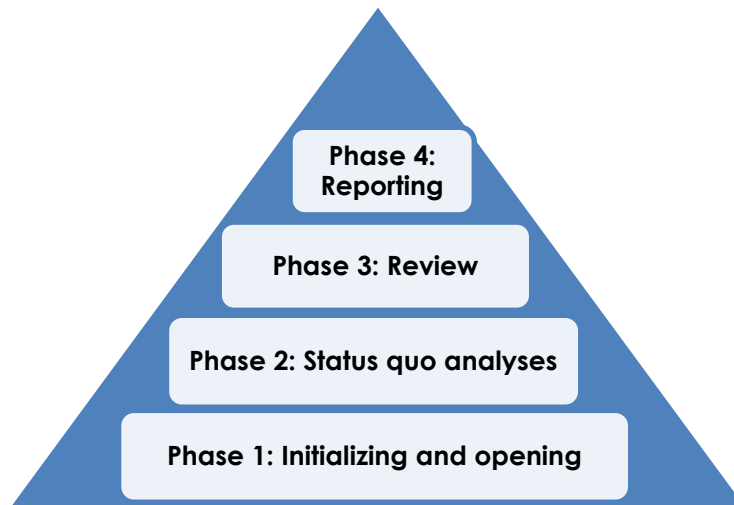 Phase 4:
Reporting
Phase 3: Review
Phase 2: Status quo analyses
Phase 1: Initializing and opening